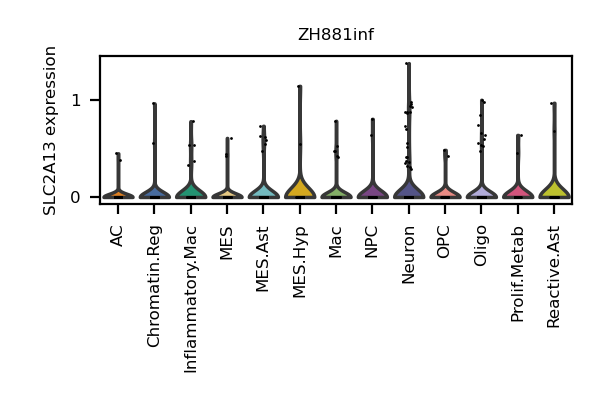 ZH881inf
SLC2A13 expression
1
0
AC
Chromatin.Reg
Inflammatory.Mac
MES
MES.Ast
MES.Hyp
Mac
NPC
Neuron
OPC
Oligo
Prolif.Metab
Reactive.Ast